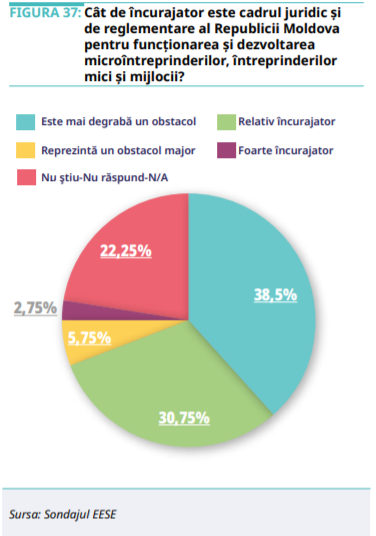 FIGURA 37: Cât de încurajator este cadrul juridic și
de reglementare al Republicii Moldova
pentru funcționarea și dezvoltarea
microîntreprinderilor, întreprinderilor
mici și mijlocii?
Este mai degrabă un obstacol
Relativ încurajator
Reprezintă un obstacol major
Foarte încurajator
Nu știu-Nu răspund-N/A
22,25%
38,5%
2,75%
5,75%
30,75%
Sursa: Sondajul EESE